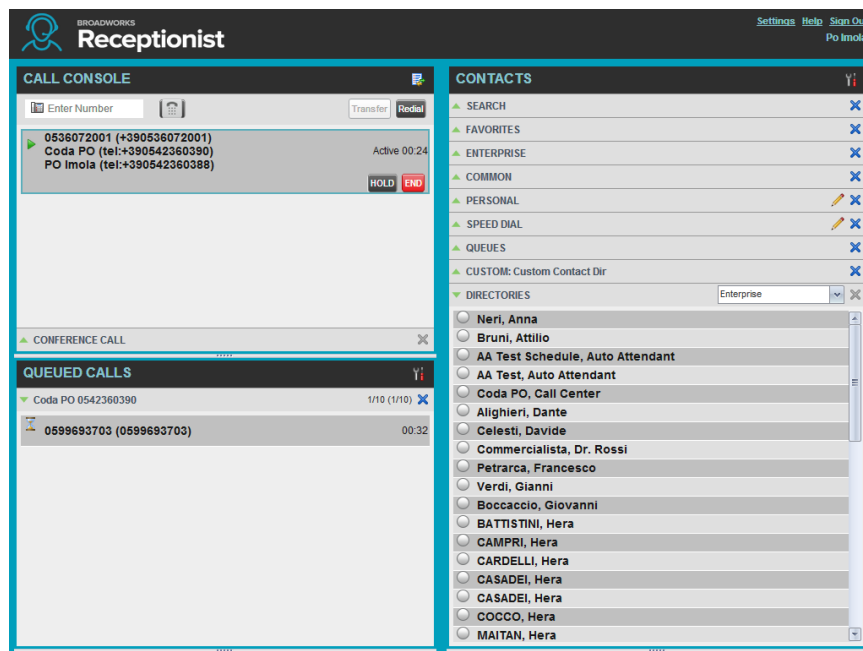 BROADWORKS
Receptionist
Settings Help Sign Ou
Po Imola
CALL CONSOLE
Enter Number
Transfer
Redial
0536072001 (+390536072001)
Coda PO (tel:+390542360390)
PO Imola (tel:+390542360388)
Active 00:24
HOLD
END
CONFERENCE CALL
QUEUED CALLS
Coda PO 0542360390
1/10 (1/10)
0599693703 (0599693703)
00:32
CONTACTS
SEARCH
FAVORITES
ENTERPRISE
COMMON
PERSONAL
SPEED DIAL
QUEUES
CUSTOM: Custom Contact Dir
DIRECTORIES
Enterprise
Neri, Anna
Bruni, Attilio
AA Test Schedule, Auto Attendant
AA Test, Auto Attendant
Coda PO, Call Center
Alighieri, Dante
Celesti, Davide
Commercialista, Dr. Rossi
Petrarca, Francesco
Verdi, Gianni
Boccaccio, Giovanni
BATTISTINI, Hera
CAMPRI, Hera
CARDELLI, Hera
CASADEI, Hera
CASADEI, Hera
COCCO, Hera
MAITAN, Hera